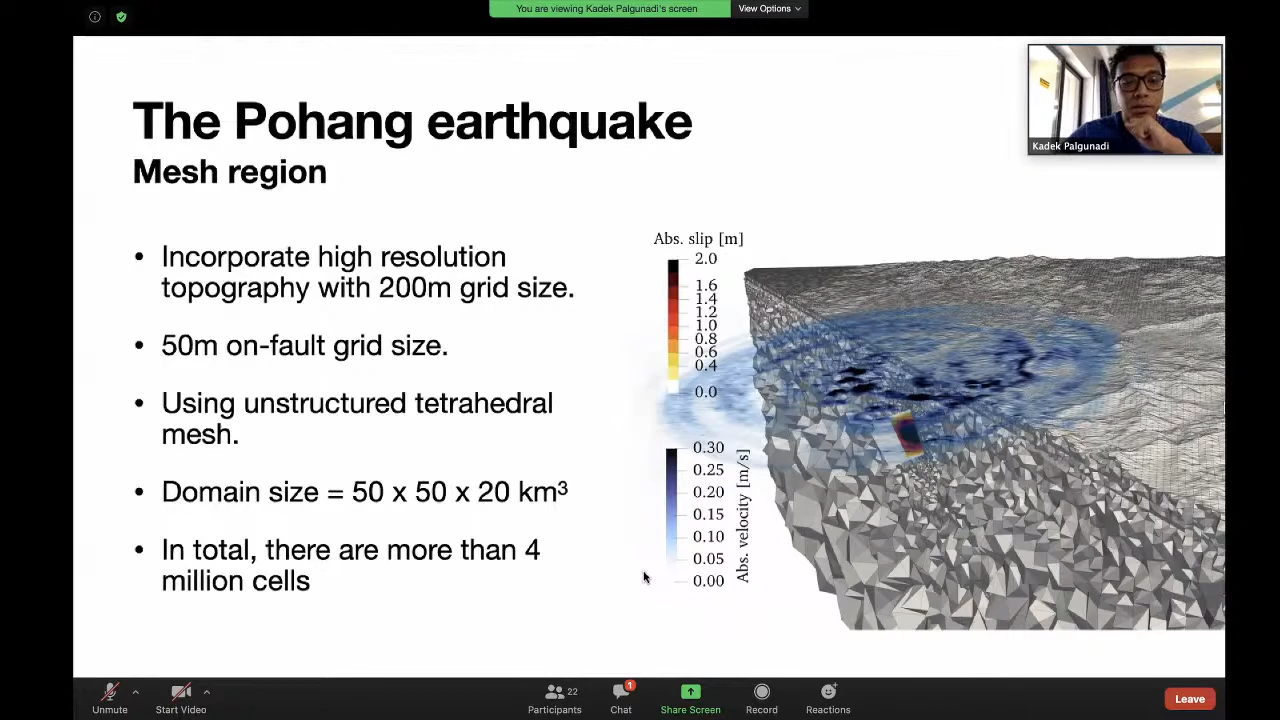 You are viewing Kadek Palgunadi's screen
View Options
Kadek Palgunadi
The Pohang earthquake
Mesh region
• Incorporate high resolution
topography with 200m grid size.
• 50m on-fault grid size.
• Using unstructured tetrahedral
mesh.
• Domain size = 50 x 50 x 20 km³
• In total, there are more than 4
million cells
Abs. slip [m]
2.0
1.6
1.4
1.2
1.0
0.8
0.6
0.4
0.0
0.30
0.25
0.20
0.15
0.10
0.05
0.00
Abs. velocity [m/s]
Unmute
Start Video
22
Participants
1
Chat
Share Screen
Record
Reactions
Leave